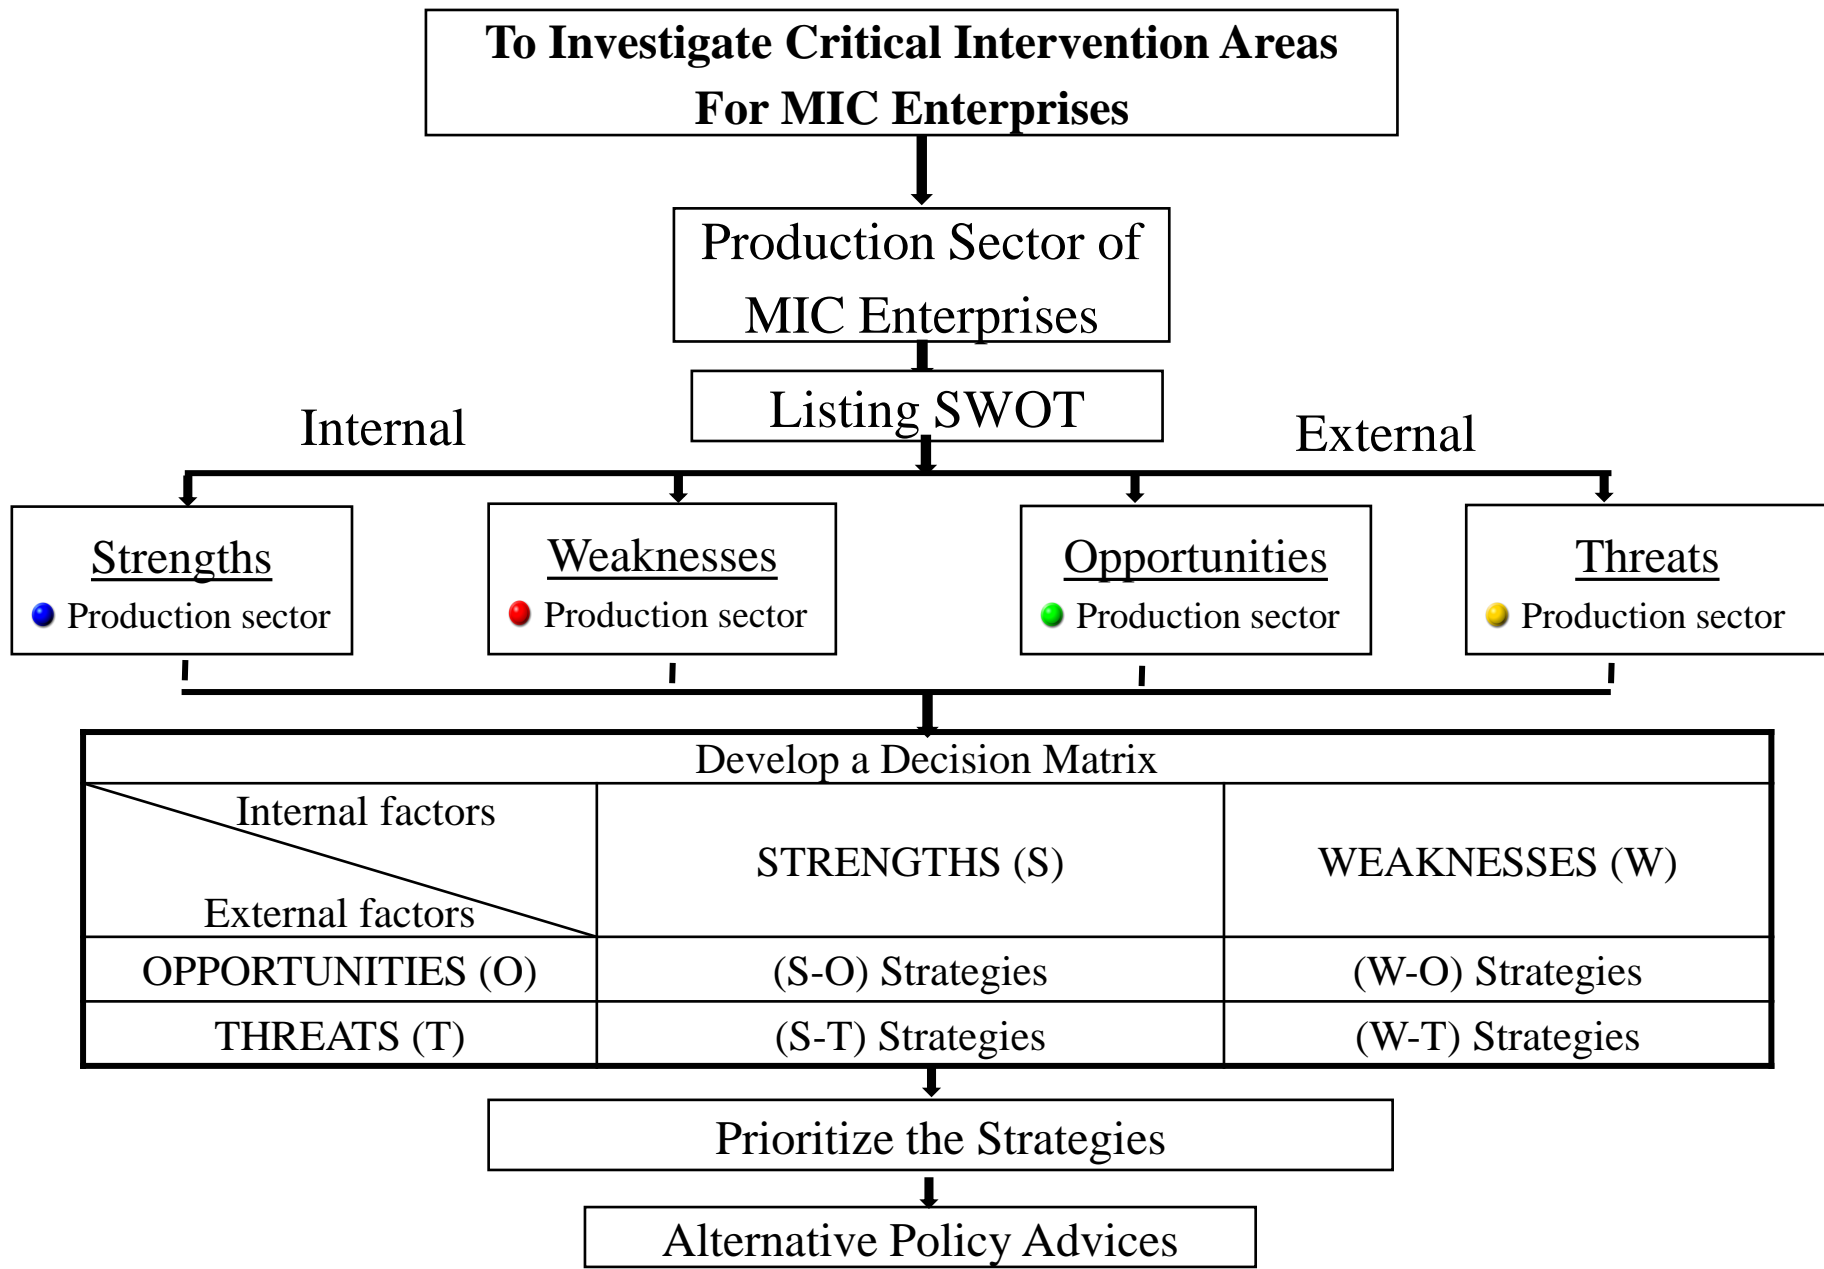 To Investigate Critical Intervention Areas
For MIC Enterprises
Production Sector of
MIC Enterprises
Listing SWOT
Internal
External
Strengths
Production sector
Weaknesses
Production sector
Opportunities
Production sector
Threats
Production sector
Develop a Decision Matrix
Internal factors
External factors
STRENGTHS (S)
WEAKNESSES (W)
OPPORTUNITIES (O)
(S-O) Strategies
(W-O) Strategies
THREATS (T)
(S-T) Strategies
(W-T) Strategies
Prioritize the Strategies
Alternative Policy Advices